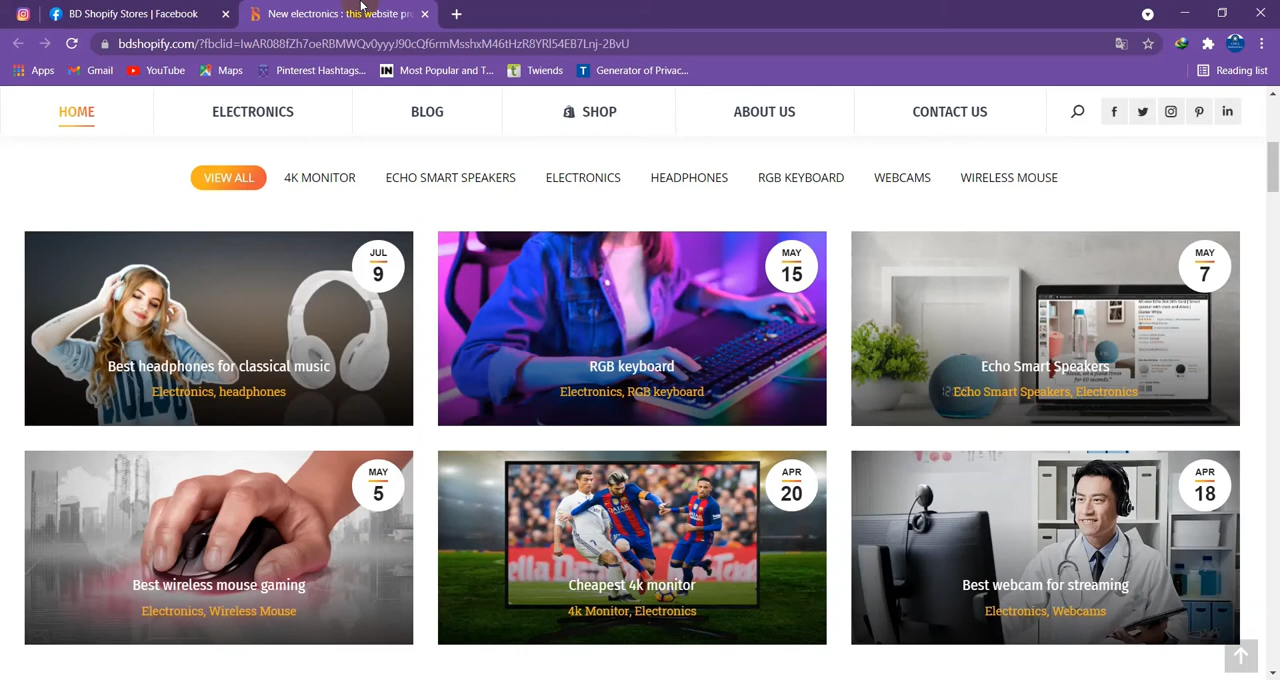 BD Shopify Stores | Facebook
New electronics : this website pr
bdshopify.com/?fbclid=IwAR088fZh7oeRBMWQv0yyyJ90cQf6rmMsshxM46tHzR8YRl54EB7Lnj-2BvU
Apps
Gmail
YouTube
Maps
Pinterest Hashtags...
Most Popular and T...
Twiends
Generator of Privac...
Reading list
HOME
ELECTRONICS
BLOG
SHOP
ABOUT US
CONTACT US
VIEW ALL
4K MONITOR
ECHO SMART SPEAKERS
ELECTRONICS
HEADPHONES
RGB KEYBOARD
WEBCAMS
WIRELESS MOUSE
JUL
9
Best headphones for classical music
Electronics, headphones
MAY
15
RGB keyboard
Electronics, RGB keyboard
MAY
7
Echo Smart Speakers
Echo Smart Speakers, Electronics
MAY
5
Best wireless mouse gaming
Electronics, Wireless Mouse
APR
20
Cheapest 4k monitor
4k Monitor, Electronics
APR
18
Best webcam for streaming
Electronics, Webcams